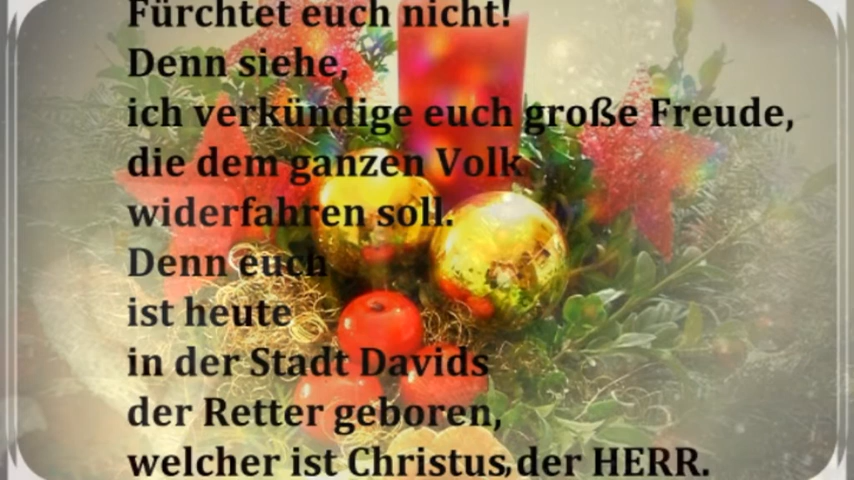 Fürchtet euch nicht!
Denn siehe,
ich verkündige euch große Freude,
die dem ganzen Volk
widerfahren soll.
Denn euch
ist heute
in der Stadt Davids
der Retter geboren,
welcher ist Christus,der HERR.